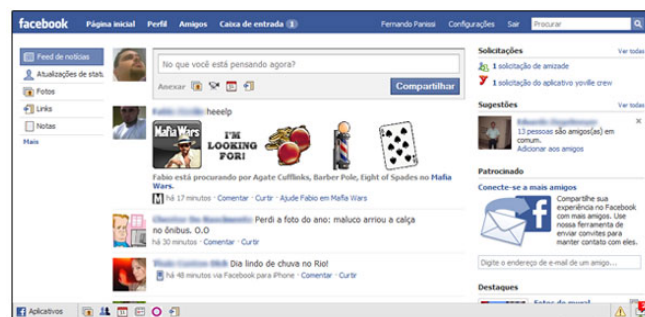 facebook Página inicial Perfil Amigos Caixa de entrada 1 Fernando Panissi Configurações Sair Procurar
Feed de notícias
Atualizações de stat.
Fotos
Links
Notas
Mais
No que você está pensando agora?
Anexar
Compartilhar
heeelp
Mafia Wars
I'M
LOOKING
FOR!
Fabio está procurando por Agate Cufflinks, Barber Pole, Eight of Spades no Mafia
Wars.
há 17 minutos · Comentar · Curtir · Ajude Fabio em Mafia Wars
Perdi a foto do ano: maluco arriou a calça
no ônibus. O.O
há 30 minutos · Comentar · Curtir
Dia lindo de chuva no Rio!
há 48 minutos via Facebook para iPhone · Comentar · Curtir
Solicitações Ver todas
1 solicitação de amizade
1 solicitação do aplicativo yoville crew
Sugestões Ver todas
13 pessoas são amigos(as) em
comum.
Adicionar aos amigos
Patrocinado
Conecte-se a mais amigos
Compartilhe sua
experiência no Facebook
com mais amigos. Use
nossa ferramenta de
enviar convites para
manter contato com eles.
Digite o endereço de e-mail de um amigo...
Destaques
Fotos do mural
Aplicativos